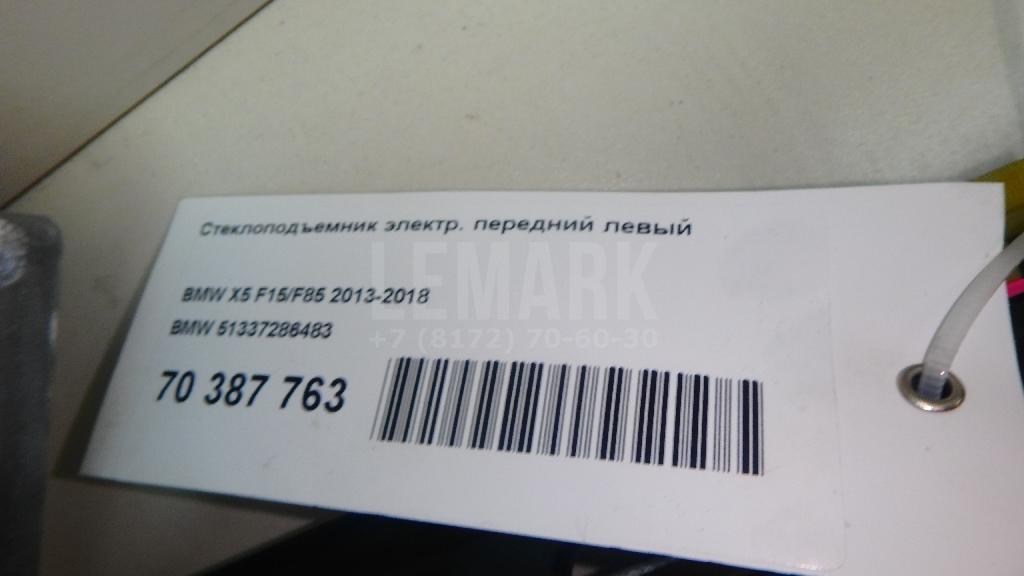 Стеклоподъемник электр. передний левый
LEMARK
BMW X5 F15/F85 2013-2018
BMW 51337286483
+7 (8172) 70-60-30
70 387 763